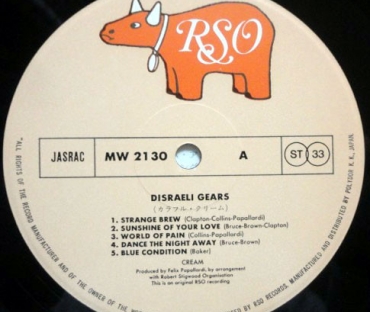 RSO
JASRAC
MW 2130
A
ST 33
DISRAELI GEARS
(カラフル・クリーム)
1. STRANGE BREW (Clapton-Collins-Papallardi)
2. SUNSHINE OF YOUR LOVE (Bruce-Brown-Clapton)
3. WORLD OF PAIN (Collins-Papallardi)
4. DANCE THE NIGHT AWAY (Bruce-Brown)
5. BLUE CONDITION (Baker)
CREAM
Produced by Felix Papallardi, by arrangement
with Robert Stigwood Organisation
This is an original RSO recording
"ALL RIGHTS OF THE RECORD MANUFACTURER AND OF THE OWNER OF THE
BY RSO RECORDS, MANUFACTURED AND DISTRIBUTED BY POLYDOR K.K., JAPAN.